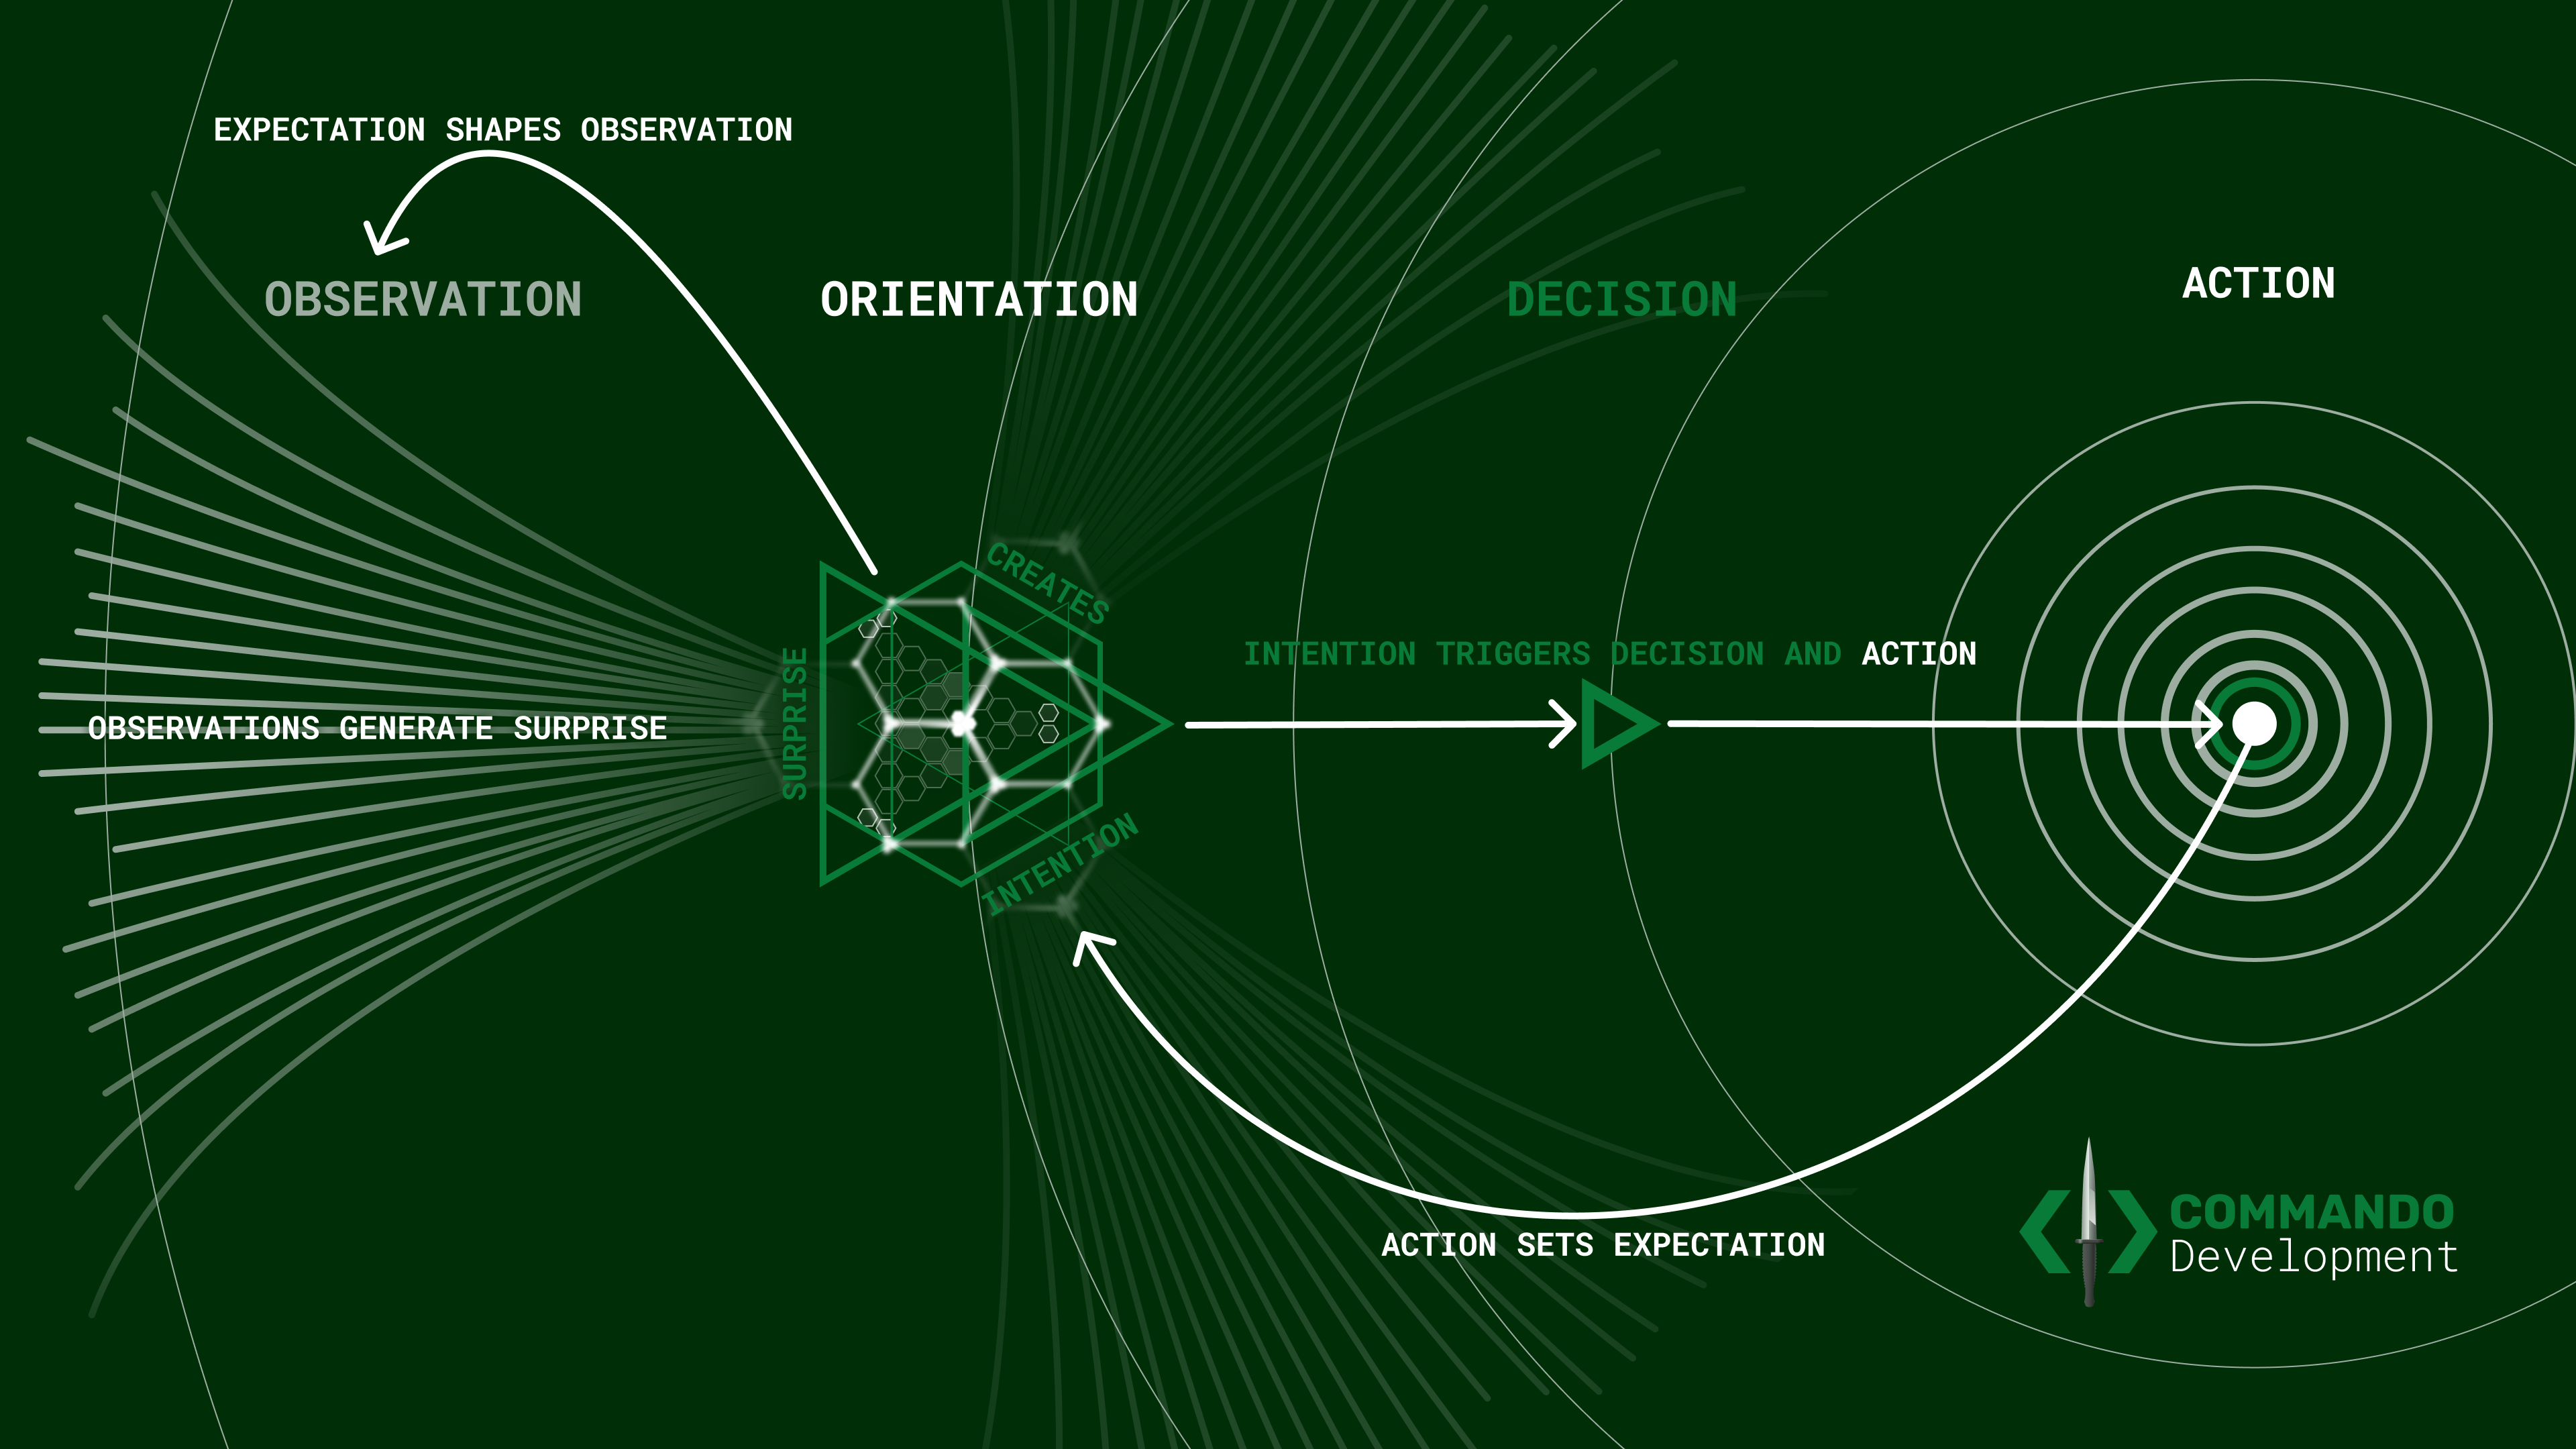 EXPECTATION SHAPES OBSERVATION
OBSERVATION
ORIENTATION
DECISION
ACTION
SURPRISE
CREATES
INTENTION
OBSERVATIONS GENERATE SURPRISE
INTENTION TRIGGERS DECISION AND ACTION
ACTION SETS EXPECTATION
COMMANDO
Development